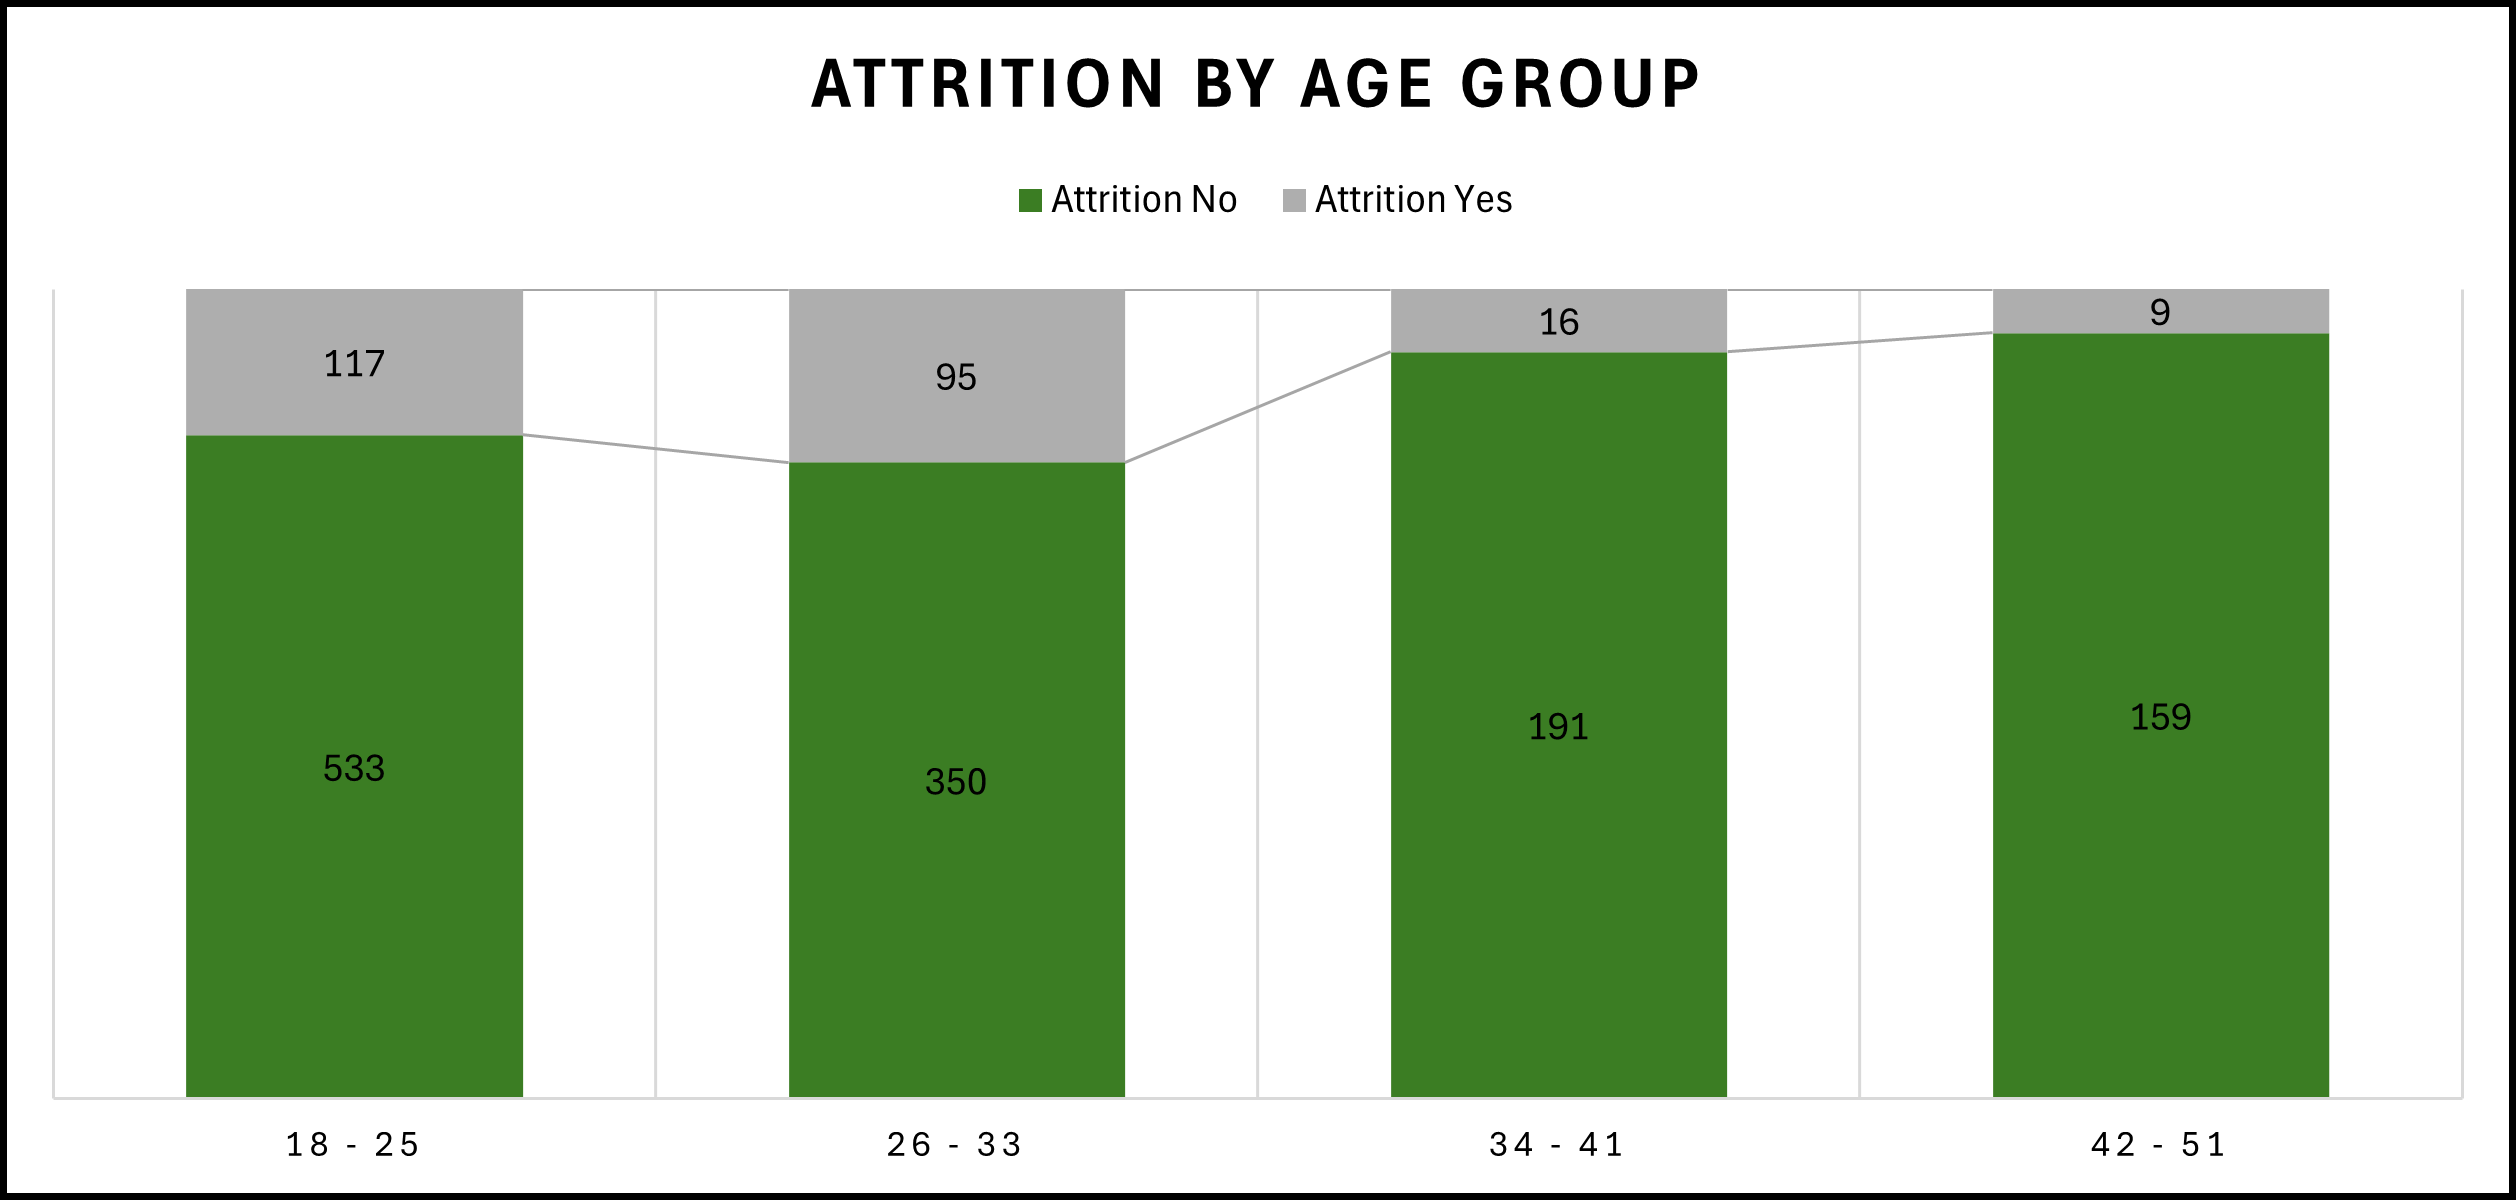 ATTRITION BY AGE GROUP
Attrition No Attrition Yes
117 95 16 9
533 350 191 159
18 - 25 26 - 33 34 - 41 42 - 51